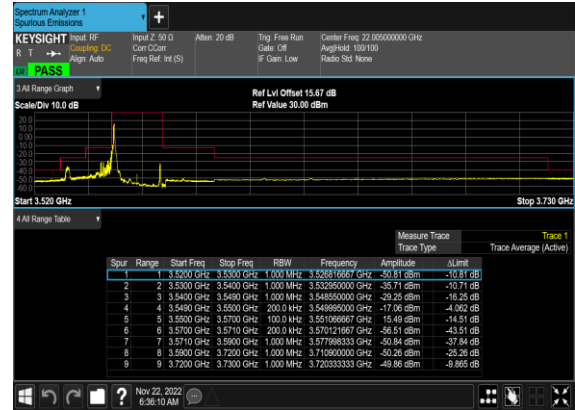 Spectrum Analyzer 1
Spurious Emissions
+
KEYSIGHT Input: RF Input Z: 50 Ω Atten: 20 dB Trig: Free Run Center Freq: 22.005000000 GHz
R T Coupling: DC Corr CCorr Gate: Off Avg|Hold: 100/100
Align: Auto Freq Ref: Int (S) IF Gain: Low Radio Std: None
PASS
3 All Range Graph
Ref Lvl Offset 15.67 dB
Scale/Div 10.0 dB Ref Value 30.00 dBm
20.0
10.0
0.00
-10.0
-20.0
-30.0
-40.0
-50.0
-60.0
Start 3.520 GHz Stop 3.730 GHz
4 All Range Table
Measure Trace Trace 1
Trace Type Trace Average (Active)
Spur Range Start Freq Stop Freq RBW Frequency Amplitude ΔLimit
1 1 3.5200 GHz 3.5300 GHz 1.000 MHz 3.526816667 GHz -50.81 dBm -10.81 dB
2 2 3.5300 GHz 3.5400 GHz 1.000 MHz 3.532950000 GHz -35.71 dBm -10.71 dB
3 3 3.5400 GHz 3.5490 GHz 1.000 MHz 3.548550000 GHz -29.25 dBm -16.25 dB
4 4 3.5490 GHz 3.5500 GHz 200.0 kHz 3.549995000 GHz -17.06 dBm -4.062 dB
5 5 3.5500 GHz 3.5700 GHz 100.0 kHz 3.551066667 GHz 15.49 dBm -14.51 dB
6 6 3.5700 GHz 3.5710 GHz 200.0 kHz 3.570121667 GHz -56.51 dBm -43.51 dB
7 7 3.5710 GHz 3.5900 GHz 1.000 MHz 3.577998333 GHz -50.84 dBm -37.84 dB
8 8 3.5900 GHz 3.7200 GHz 1.000 MHz 3.710900000 GHz -50.26 dBm -25.26 dB
9 9 3.7200 GHz 3.7300 GHz 1.000 MHz 3.720333333 GHz -49.86 dBm -9.865 dB
? Nov 22, 2022
6:36:10 AM